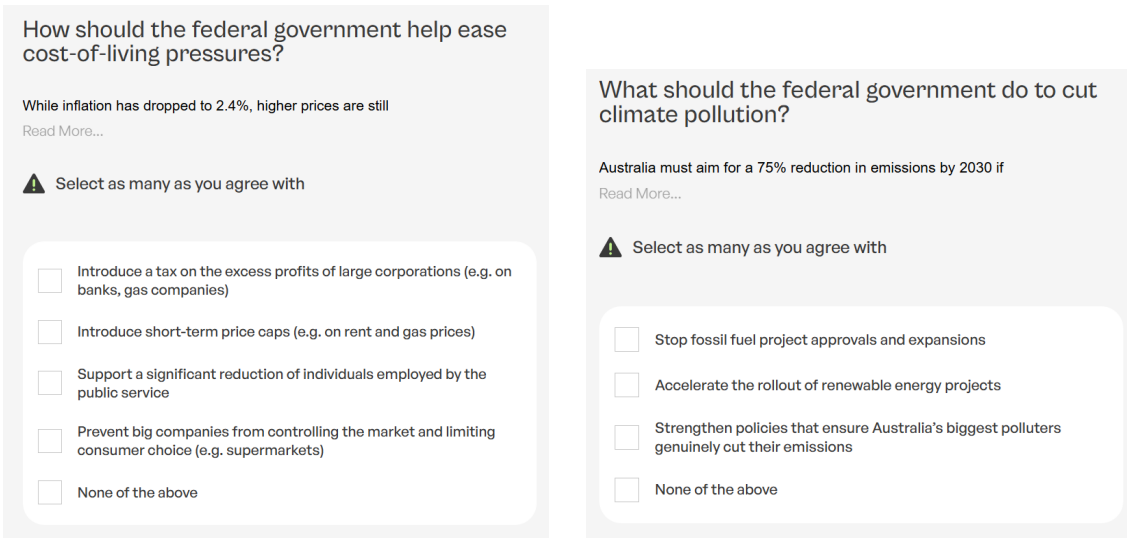 How should the federal government help ease
cost-of-living pressures?
While inflation has dropped to 2.4%, higher prices are still
Read More...
Select as many as you agree with
Introduce a tax on the excess profits of large corporations (e.g. on
banks, gas companies)
Introduce short-term price caps (e.g. on rent and gas prices)
Support a significant reduction of individuals employed by the
public service
Prevent big companies from controlling the market and limiting
consumer choice (e.g. supermarkets)
None of the above
What should the federal government do to cut
climate pollution?
Australia must aim for a 75% reduction in emissions by 2030 if
Read More...
Select as many as you agree with
Stop fossil fuel project approvals and expansions
Accelerate the rollout of renewable energy projects
Strengthen policies that ensure Australia's biggest polluters
genuinely cut their emissions
None of the above